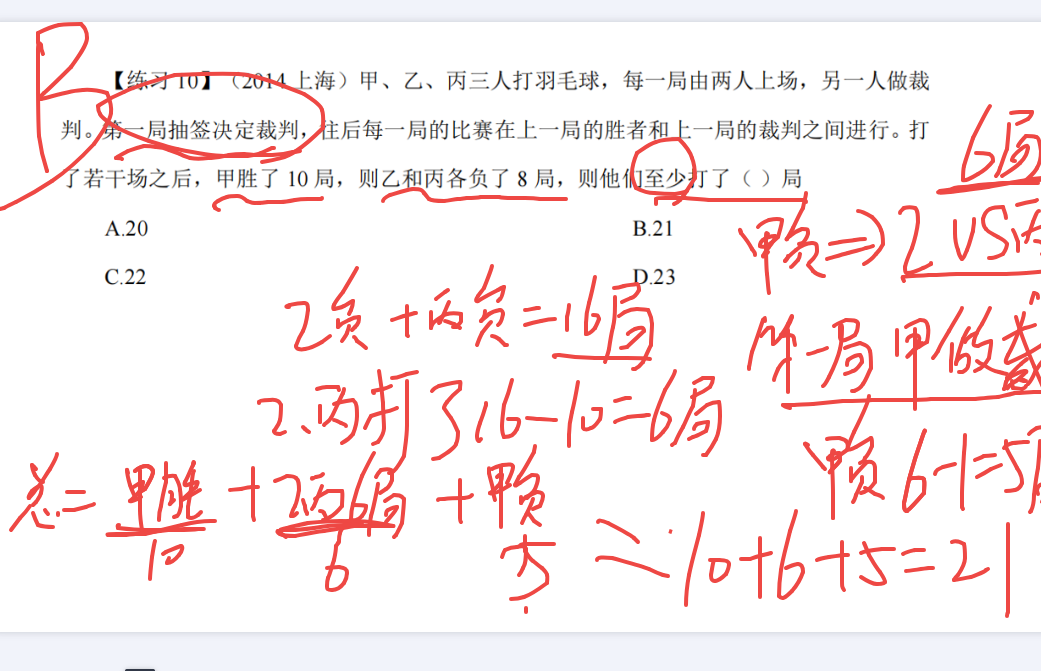 B
【练习 10】（2014 上海）甲、乙、丙三人打羽毛球，每一局由两人上场，另一人做裁
判。第一局抽签决定裁判，往后每一局的比赛在上一局的胜者和上一局的裁判之间进行。打
了若干场之后，甲胜了 10 局，则乙和丙各负了 8 局，则他们至少打了（ ）局
A.20 B.21
C.22 D.23
6局
甲负⇒乙VS丙
乙负+丙负=16局
第一局甲做裁
乙、丙打了16-10=6局
甲负6-1=5局
总=甲胜+乙丙6局+甲负
10 6 5
10+6+5=21